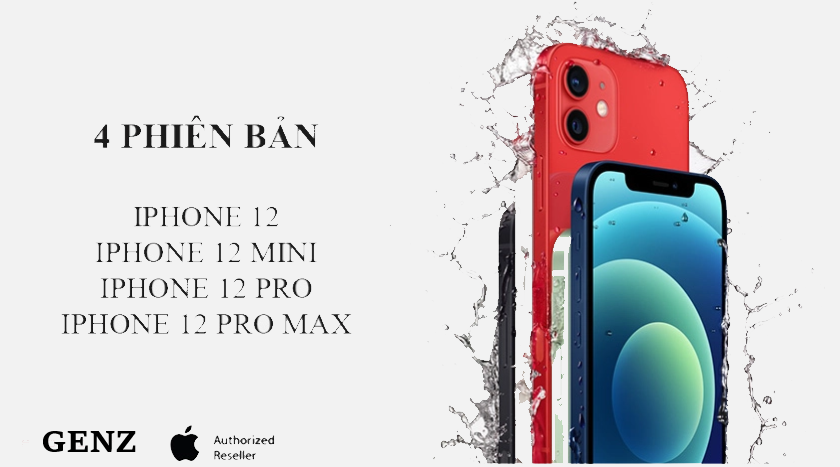 4 PHIÊN BẢN
IPHONE 12
IPHONE 12 MINI
IPHONE 12 PRO
IPHONE 12 PRO MAX
GENZ
Authorized
Reseller